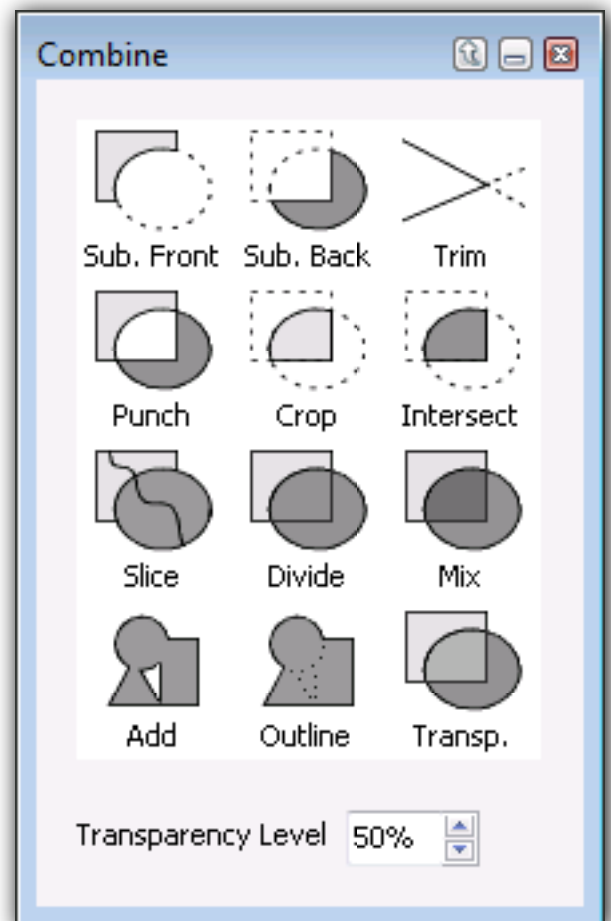 Combine
Sub. Front Sub. Back Trim
Punch Crop Intersect
Slice Divide Mix
Add Outline Transp.
Transparency Level 50%